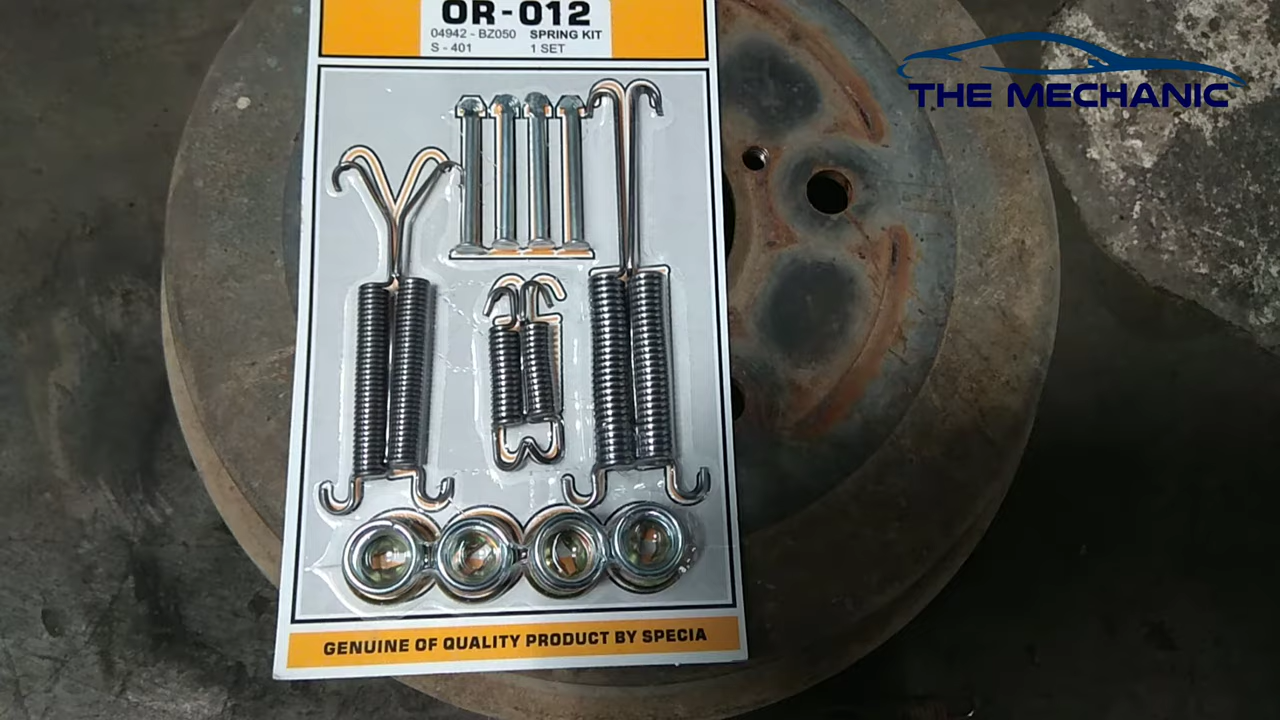 OR-012
04942 - BZ050 SPRING KIT
S - 401 1 SET
THE MECHANIC
GENUINE OF QUALITY PRODUCT BY SPECIA